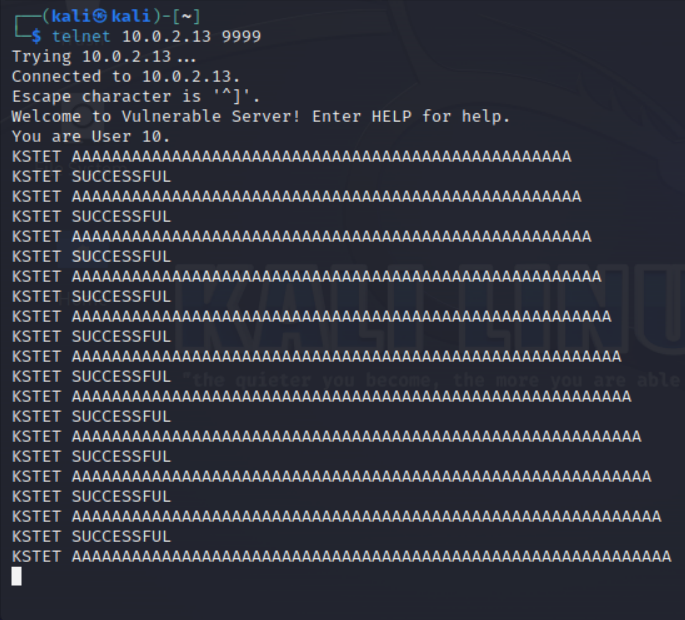 ┌──(kali㉿kali)-[~]
└─$ telnet 10.0.2.13 9999
Trying 10.0.2.13...
Connected to 10.0.2.13.
Escape character is '^]'.
Welcome to Vulnerable Server! Enter HELP for help.
You are User 10.
KSTET AAAAAAAAAAAAAAAAAAAAAAAAAAAAAAAAAAAAAAAAAAAAAAAAAA
KSTET SUCCESSFUL
KSTET AAAAAAAAAAAAAAAAAAAAAAAAAAAAAAAAAAAAAAAAAAAAAAAAAAA
KSTET SUCCESSFUL
KSTET AAAAAAAAAAAAAAAAAAAAAAAAAAAAAAAAAAAAAAAAAAAAAAAAAAAA
KSTET SUCCESSFUL
KSTET AAAAAAAAAAAAAAAAAAAAAAAAAAAAAAAAAAAAAAAAAAAAAAAAAAAAA
KSTET SUCCESSFUL
KSTET AAAAAAAAAAAAAAAAAAAAAAAAAAAAAAAAAAAAAAAAAAAAAAAAAAAAAA
KSTET SUCCESSFUL
KSTET AAAAAAAAAAAAAAAAAAAAAAAAAAAAAAAAAAAAAAAAAAAAAAAAAAAAAAA
KSTET SUCCESSFUL
KSTET AAAAAAAAAAAAAAAAAAAAAAAAAAAAAAAAAAAAAAAAAAAAAAAAAAAAAAAA
KSTET SUCCESSFUL
KSTET AAAAAAAAAAAAAAAAAAAAAAAAAAAAAAAAAAAAAAAAAAAAAAAAAAAAAAAAA
KSTET SUCCESSFUL
KSTET AAAAAAAAAAAAAAAAAAAAAAAAAAAAAAAAAAAAAAAAAAAAAAAAAAAAAAAAAA
KSTET SUCCESSFUL
KSTET AAAAAAAAAAAAAAAAAAAAAAAAAAAAAAAAAAAAAAAAAAAAAAAAAAAAAAAAAAA
KSTET SUCCESSFUL
KSTET AAAAAAAAAAAAAAAAAAAAAAAAAAAAAAAAAAAAAAAAAAAAAAAAAAAAAAAAAAAA
KALI LINU
"the quieter you become, the more you are able